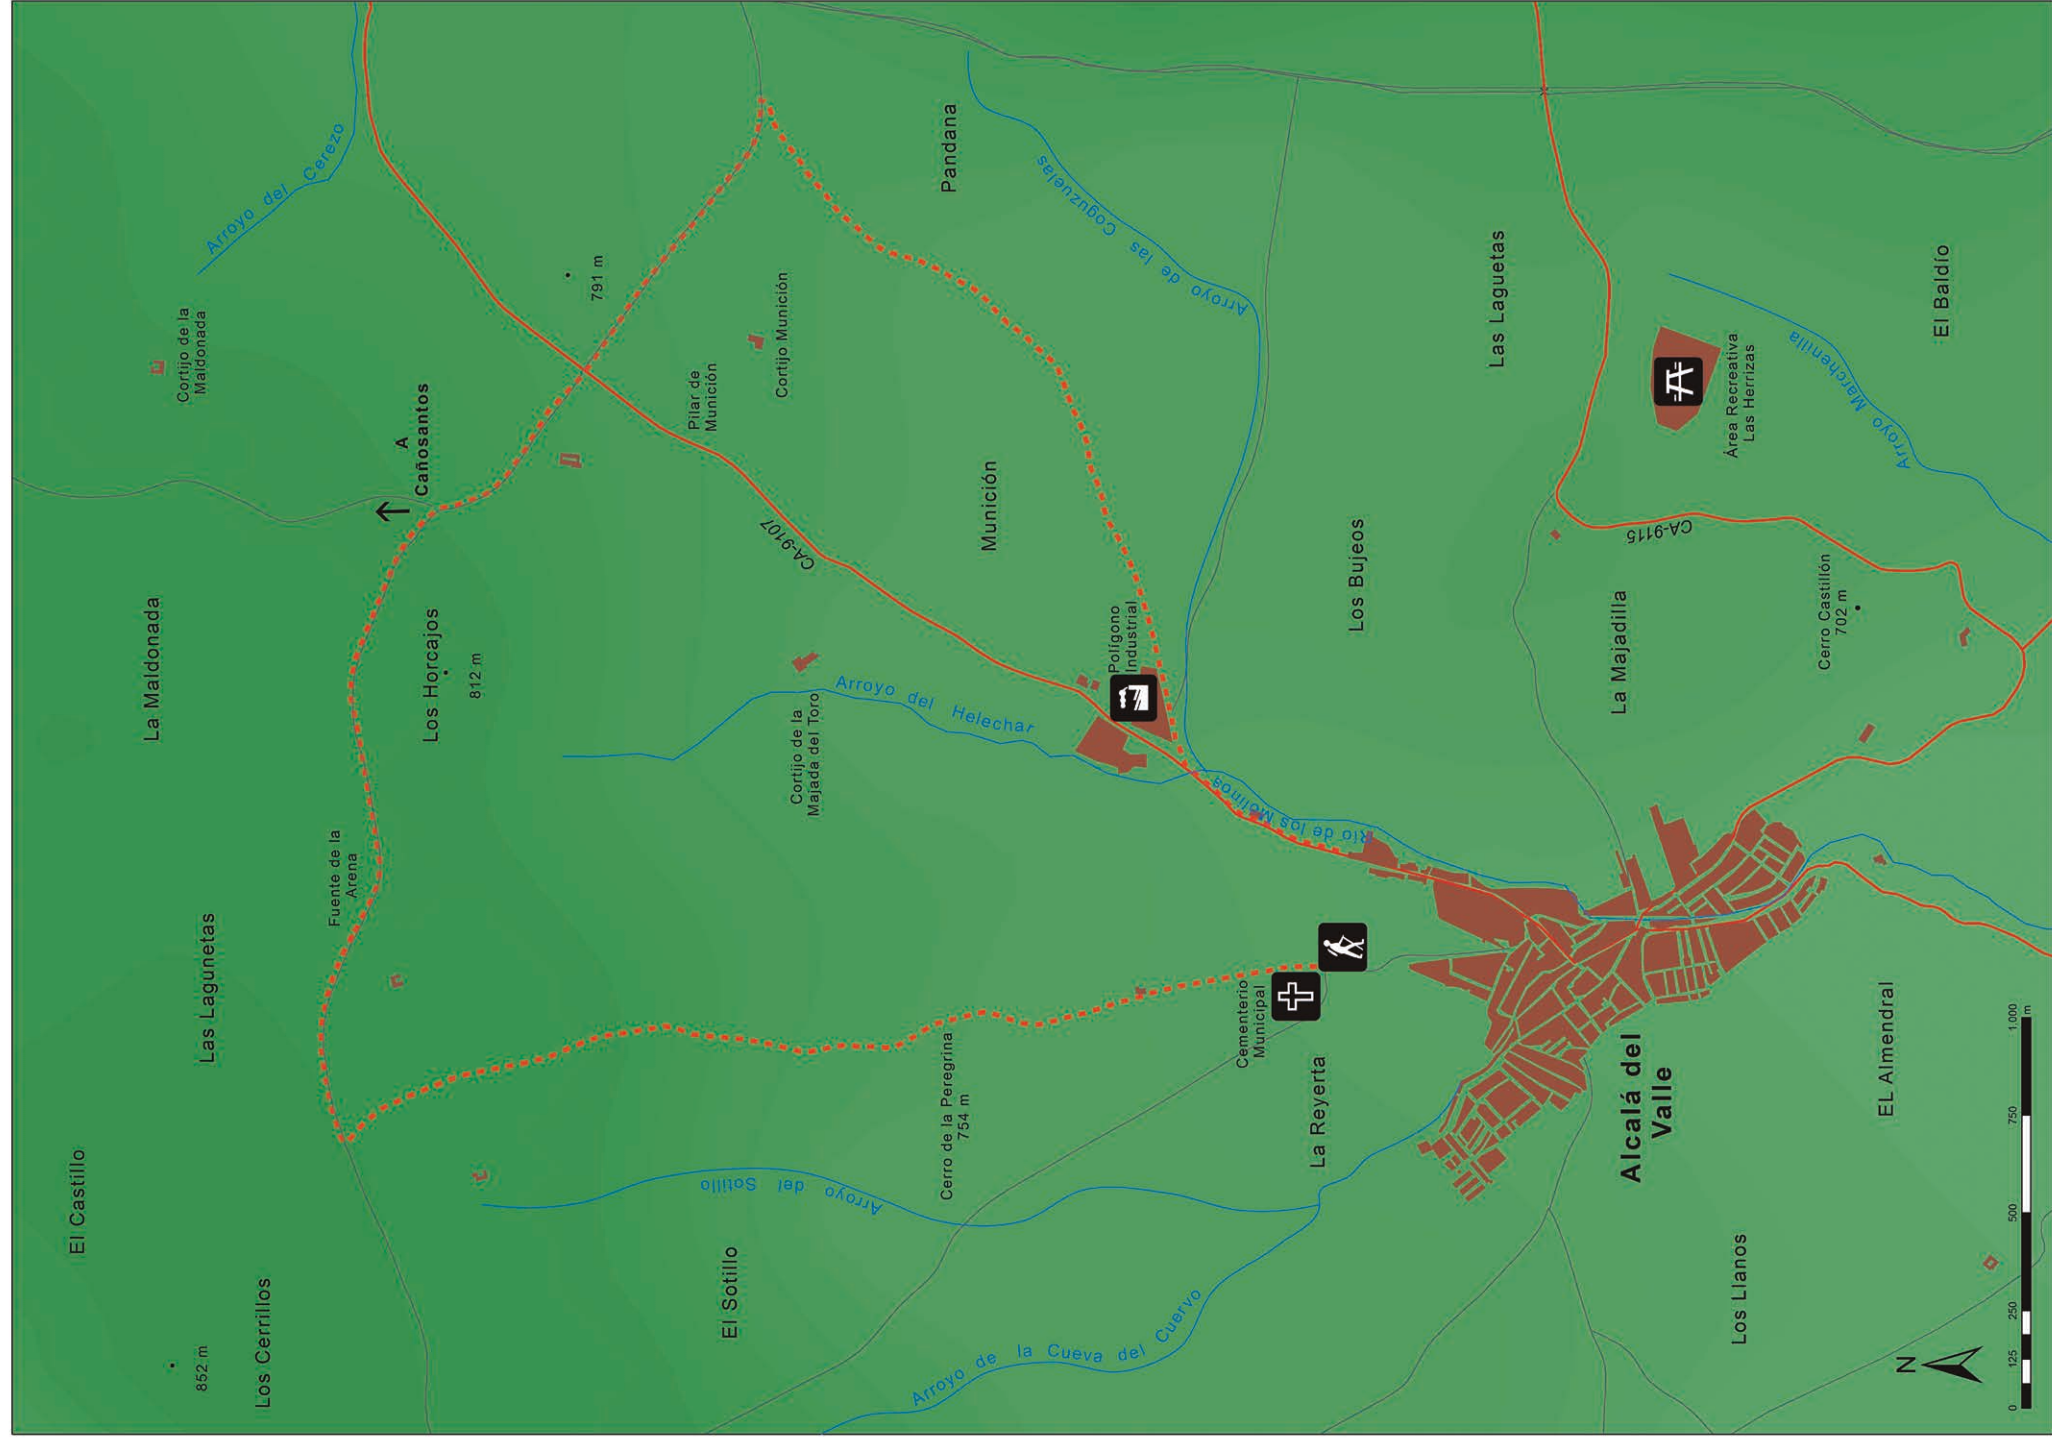 El Castillo
852 m
Los Cerrillos
Las Lagunetas
La Maldonada
Cortijo de la
Maldonada
Arroyo del Cerezo
A
Cañosantos
Fuente de la
Arena
Los Horcajos
812 m
791 m
Pilar de
Munición
Cortijo Munición
CA-9107
Pandana
Munición
Cortijo de la
Majada del Toro
Arroyo del Helechar
El Sotillo
Arroyo del Sotillo
Cerro de la Peregrina
754 m
Arroyo de la Cueva del Cuervo
Arroyo de las Coguzuelas
Polígono
Industrial
Río de los Molinos
Cementerio
Municipal
La Reyerta
Los Bujeos
Las Laguetas
La Majadilla
CA-9115
Área Recreativa
Las Herrizas
Arroyo Marchenilla
El Baldío
Cerro Castillón
702 m
Alcalá del
Valle
EL Almendral
Los Llanos
N
0 125 250 500 750 1.000
m